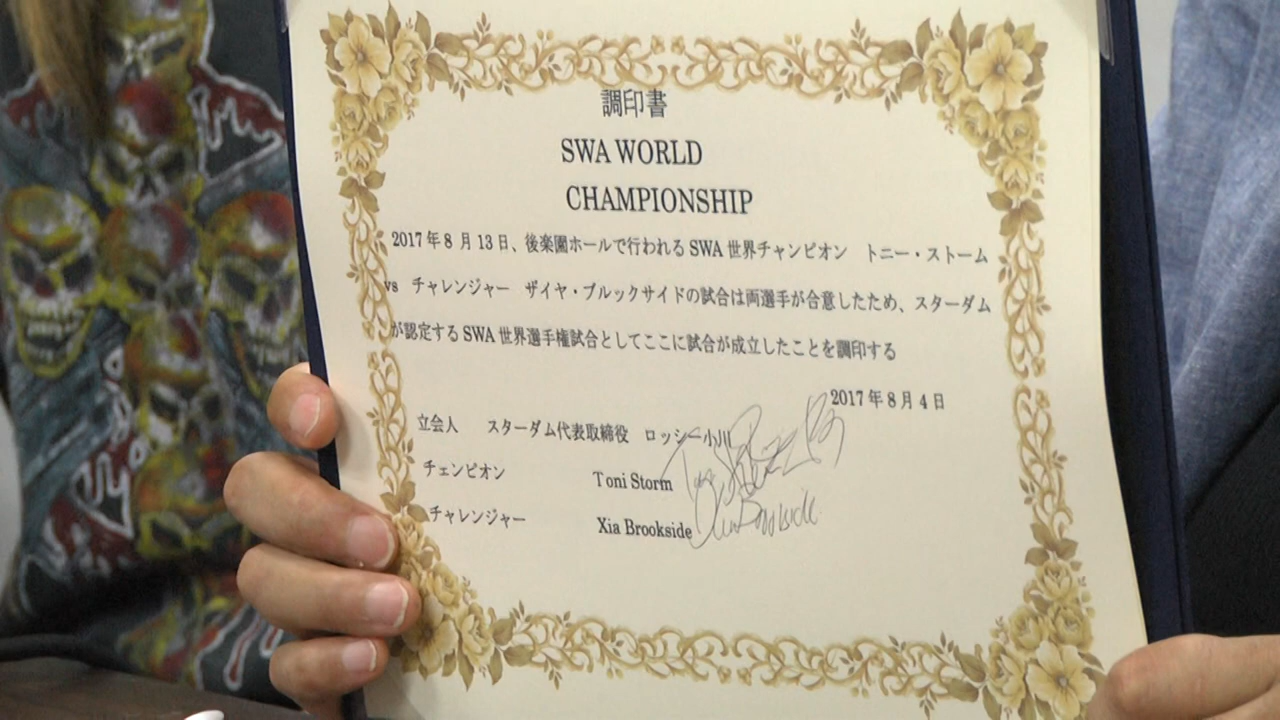 調印書
SWA WORLD
CHAMPIONSHIP
2017年8月13日、後楽園ホールで行われるSWA世界チャンピオン　トニー・ストーム
vs　チャレンジャー　ザイヤ・ブルックサイドの試合は両選手が合意したため、スターダム
が認定するSWA世界選手権試合としてここに試合が成立したことを調印する
2017年8月4日
立会人　スターダム代表取締役　ロッシー小川
チェンピオン　Toni Storm
チャレンジャー　Xia Brookside